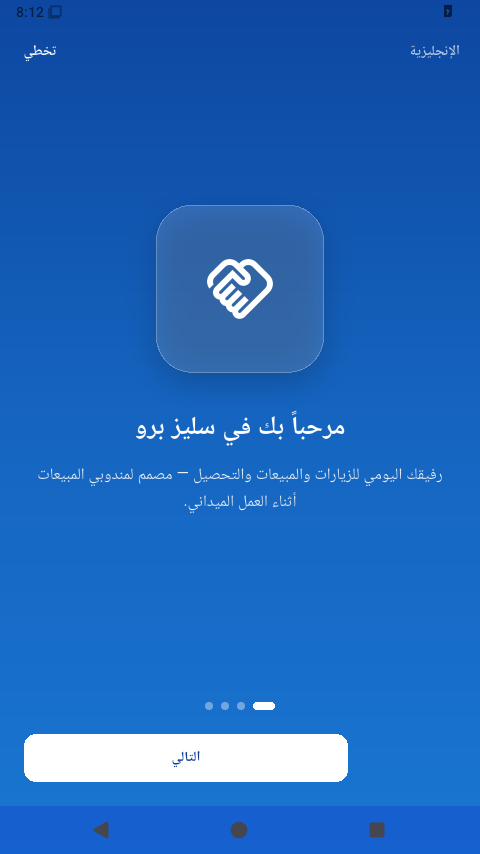 8:12
الإنجليزية
تخطي
مرحباً بك في سليز برو
رفيقك اليومي للزيارات والمبيعات والتحصيل — مصمم لمندوبي المبيعات
أثناء العمل الميداني.
التالي